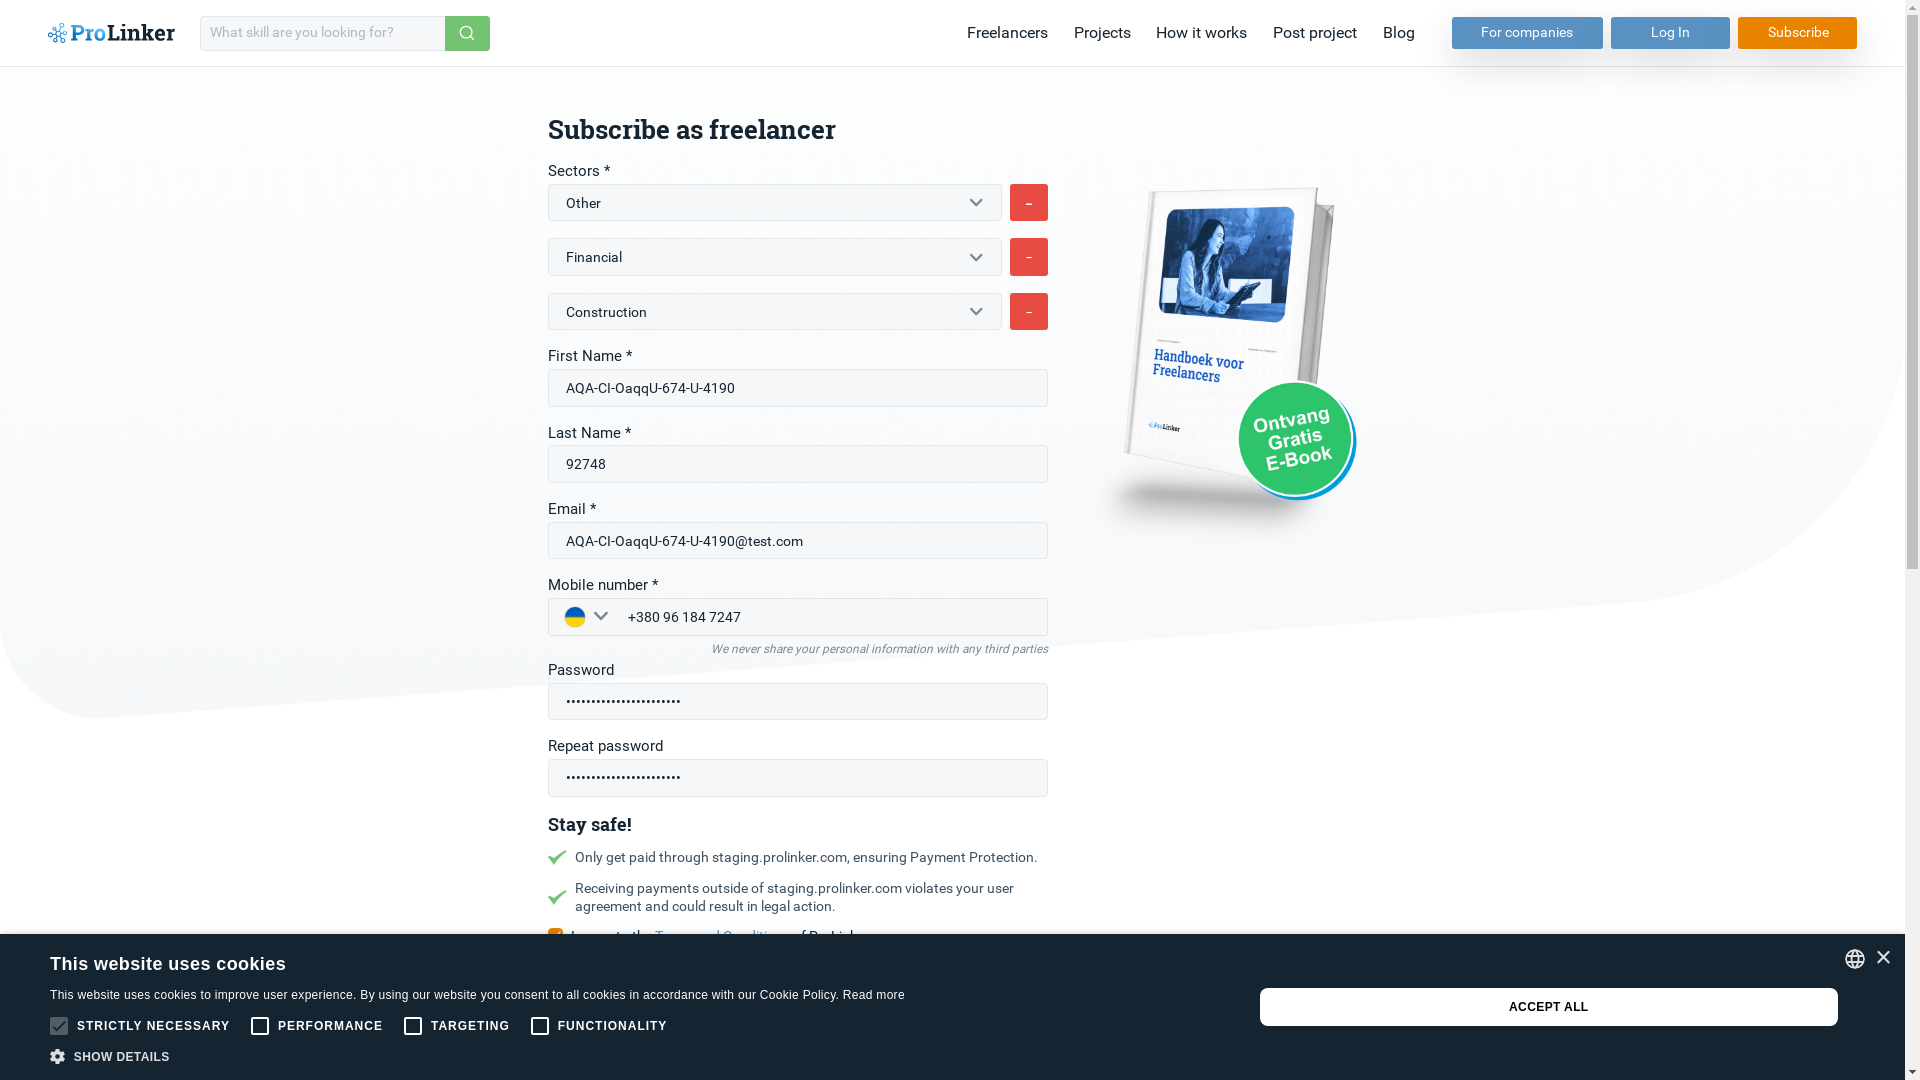 ProLinker
What skill are you looking for?
Freelancers
Projects
How it works
Post project
Blog
For companies
Log In
Subscribe
Subscribe as freelancer
Sectors *
Other
-
Financial
-
Construction
-
First Name *
AQA-CI-OaqqU-674-U-4190
Last Name *
92748
Email *
AQA-CI-OaqqU-674-U-4190@test.com
Mobile number *
+380 96 184 7247
We never share your personal information with any third parties
Password
•••••••••••••••••••••••
Repeat password
•••••••••••••••••••••••
Stay safe!
Only get paid through staging.prolinker.com, ensuring Payment Protection.
Receiving payments outside of staging.prolinker.com violates your user
agreement and could result in legal action.
Handboek voor
Freelancers
ProLinker
Ontvang
Gratis
E-Book
This website uses cookies
This website uses cookies to improve user experience. By using our website you consent to all cookies in accordance with our Cookie Policy. Read more
STRICTLY NECESSARY
PERFORMANCE
TARGETING
FUNCTIONALITY
SHOW DETAILS
ACCEPT ALL
×